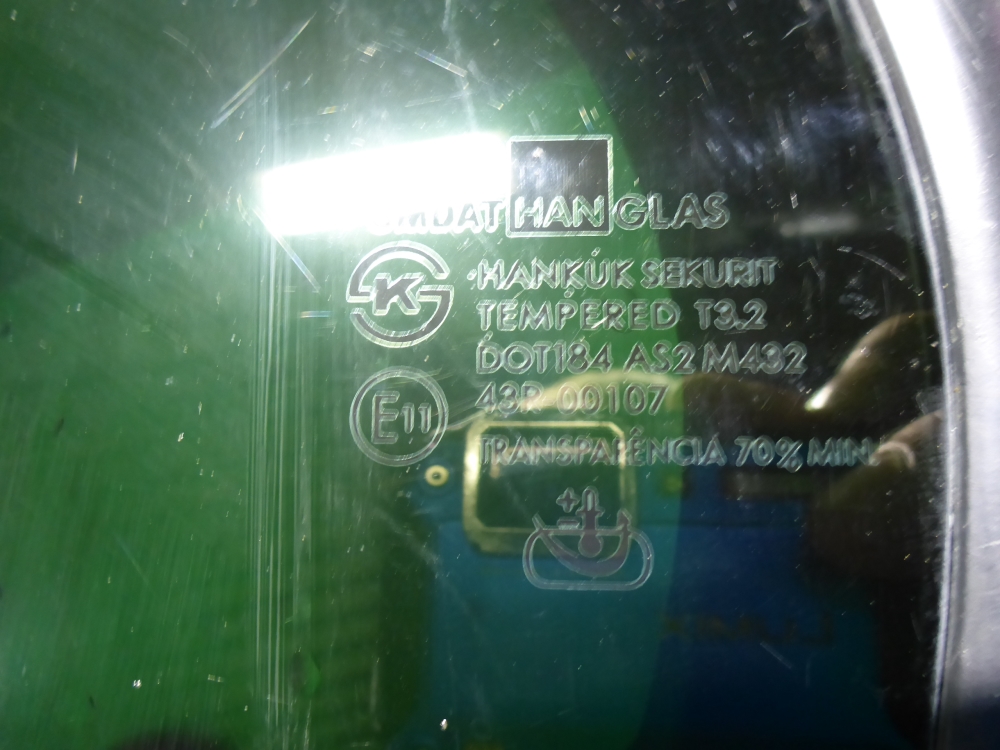 HAN GLAS
K
HANKUK SEKURIT
TEMPERED T3.2
DOT184 AS2 M432
E11
43R 00107
TRANSPARÊNCIA 70% MIN.